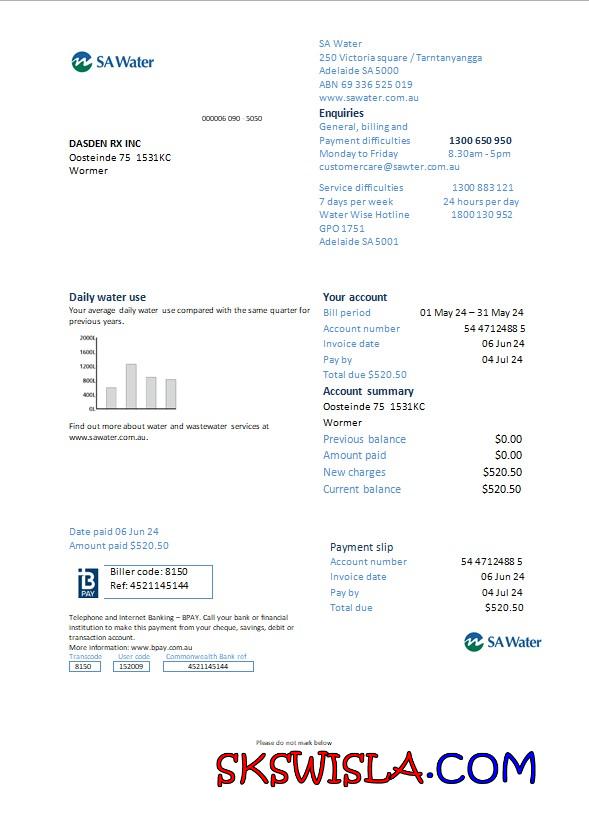 SA Water
SA Water
250 Victoria square / Tarntanyangga
Adelaide SA 5000
ABN 69 336 525 019
www.sawater.com.au
Enquiries
General, billing and
Payment difficulties 1300 650 950
Monday to Friday 8.30am - 5pm
customercare@sawter.com.au
Service difficulties 1300 883 121
7 days per week 24 hours per day
Water Wise Hotline 1800 130 952
GPO 1751
Adelaide SA 5001
000006 090 - 5050
DASDEN RX INC
Oosteinde 75 1531KC
Wormer
Daily water use
Your average daily water use compared with the same quarter for
previous years.
2000L
1600L
1200L
800L
400L
0L
Find out more about water and wastewater services at
www.sawater.com.au.
Your account
Bill period 01 May 24 – 31 May 24
Account number 54 4712488 5
Invoice date 06 Jun 24
Pay by 04 Jul 24
Total due $520.50
Account summary
Oosteinde 75 1531KC
Wormer
Previous balance $0.00
Amount paid $0.00
New charges $520.50
Current balance $520.50
Date paid 06 Jun 24
Amount paid $520.50
B
PAY
Biller code: 8150
Ref: 4521145144
Telephone and Internet Banking – BPAY. Call your bank or financial
institution to make this payment from your cheque, savings, debit or
transaction account.
More information: www.bpay.com.au
Transcode User code Commonwealth Bank ref
8150 152009 4521145144
Payment slip
Account number 54 4712488 5
Invoice date 06 Jun 24
Pay by 04 Jul 24
Total due $520.50
SA Water
Please do not mark below
SKSWISLA.COM